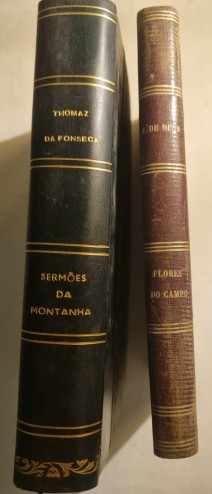 THOMAZ
DA FONSECA
SERMÕES
DA
MONTANHA
FLORES
DO CAMPO